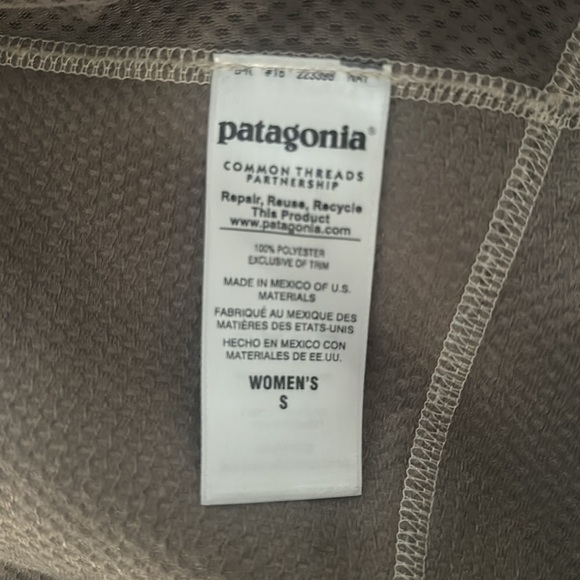 #16
patagonia®
COMMON THREADS
PARTNERSHIP
Repair, Reuse, Recycle
This Product
www.patagonia.com
100% POLYESTER
EXCLUSIVE OF TRIM
MADE IN MEXICO OF U.S.
MATERIALS
FABRIQUÉ AU MEXIQUE DES
MATIÈRES DES ETATS-UNIS
HECHO EN MEXICO CON
MATERIALES DE EE.UU.
WOMEN'S
S